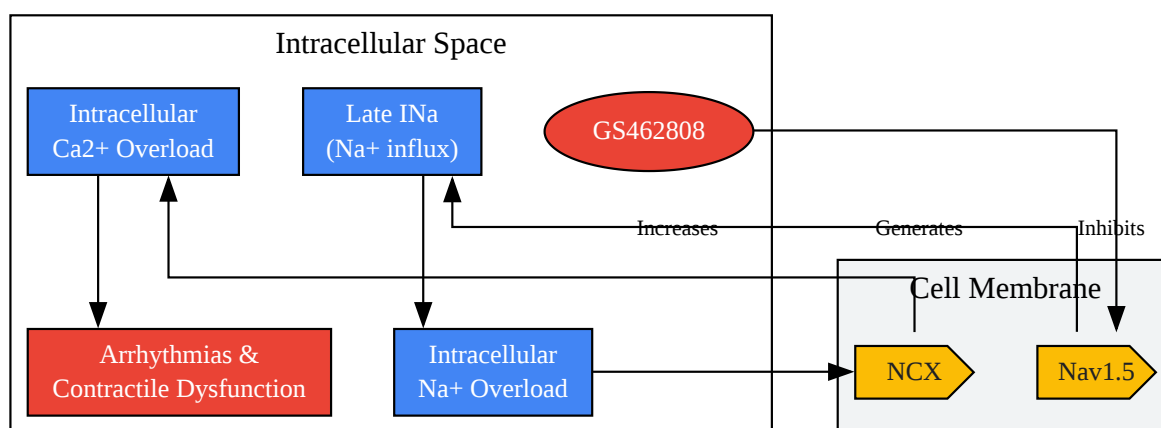 Intracellular Space
Intracellular
Ca2+ Overload
Late INa
(Na+ influx)
GS462808
Increases
Generates
Inhibits
Cell Membrane
Arrhythmias &
Contractile Dysfunction
Intracellular
Na+ Overload
NCX
Nav1.5